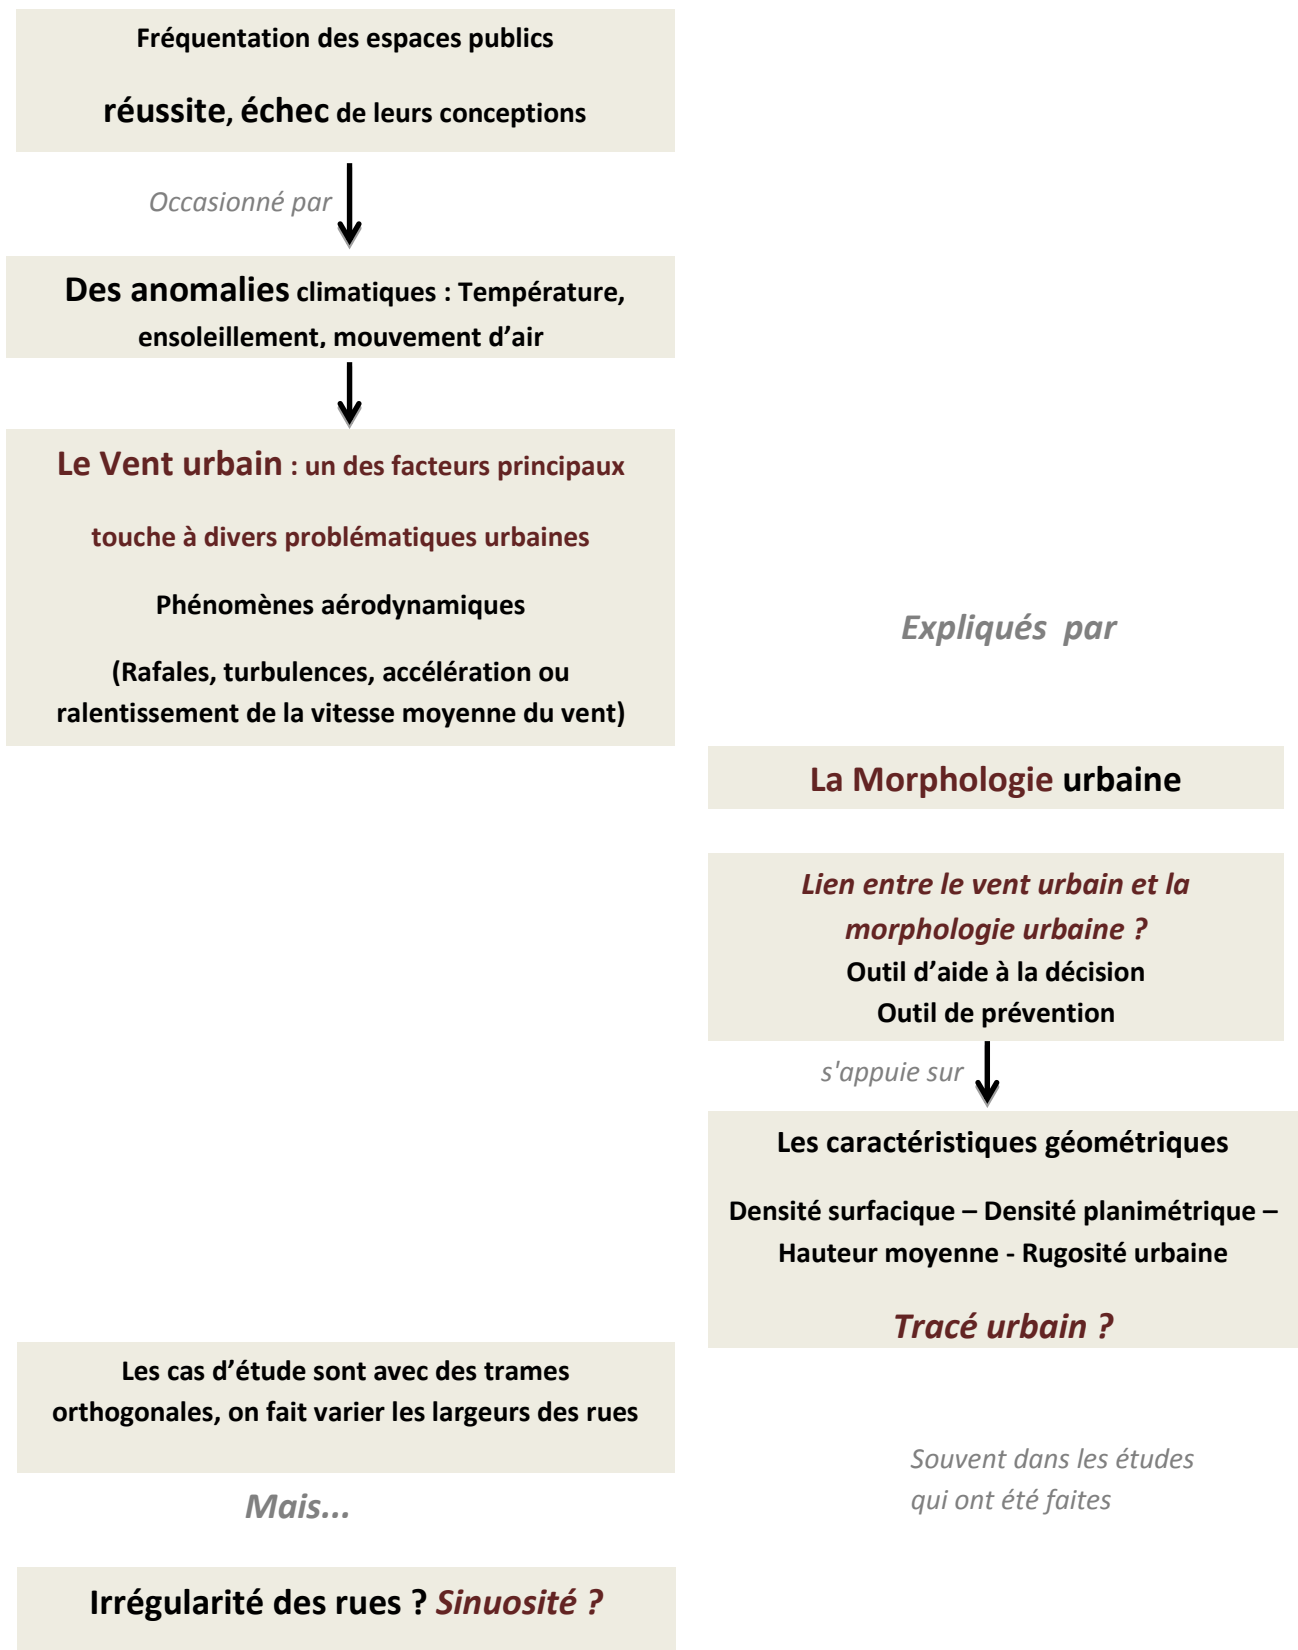 Fréquentation des espaces publics
réussite, échec de leurs conceptions
Occasionné par
Des anomalies climatiques : Température,
ensoleillement, mouvement d’air
Le Vent urbain : un des facteurs principaux
touche à divers problématiques urbaines
Phénomènes aérodynamiques
(Rafales, turbulences, accélération ou
ralentissement de la vitesse moyenne du vent)
Expliqués par
La Morphologie urbaine
Lien entre le vent urbain et la
morphologie urbaine ?
Outil d’aide à la décision
Outil de prévention
s'appuie sur
Les caractéristiques géométriques
Densité surfacique – Densité planimétrique –
Hauteur moyenne - Rugosité urbaine
Tracé urbain ?
Souvent dans les études
qui ont été faites
Les cas d’étude sont avec des trames
orthogonales, on fait varier les largeurs des rues
Mais...
Irrégularité des rues ? Sinuosité ?